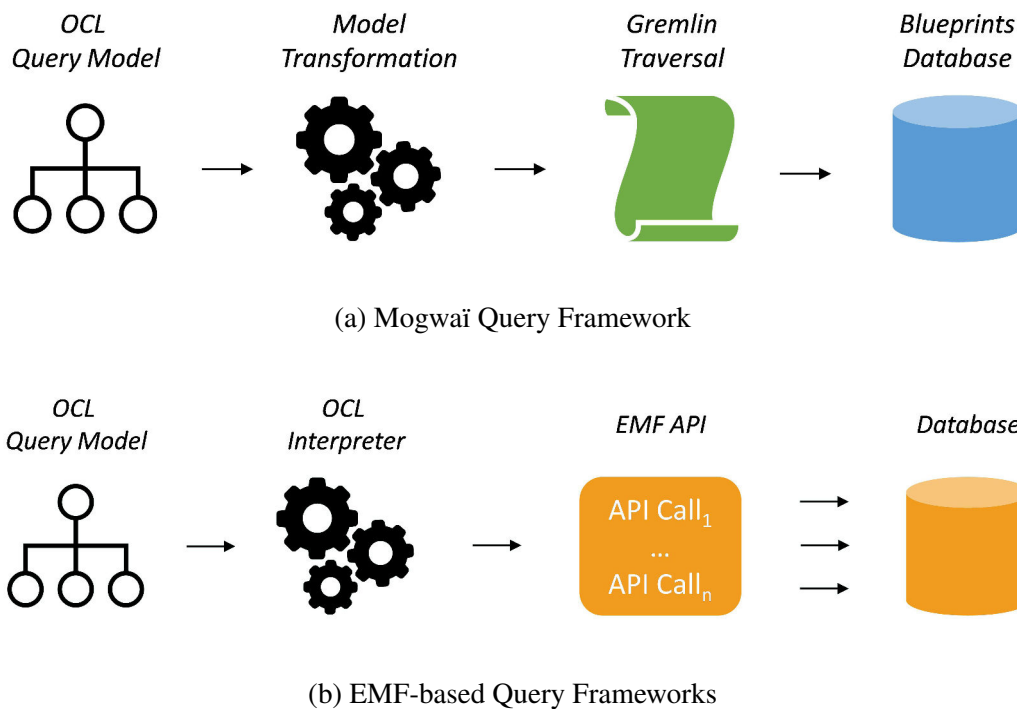 OCL
Query Model
Model
Transformation
Gremlin
Traversal
Blueprints
Database
(a) Mogwaï Query Framework
OCL
Query Model
OCL
Interpreter
EMF API
Database
API Call₁
...
API Callₙ
(b) EMF-based Query Frameworks